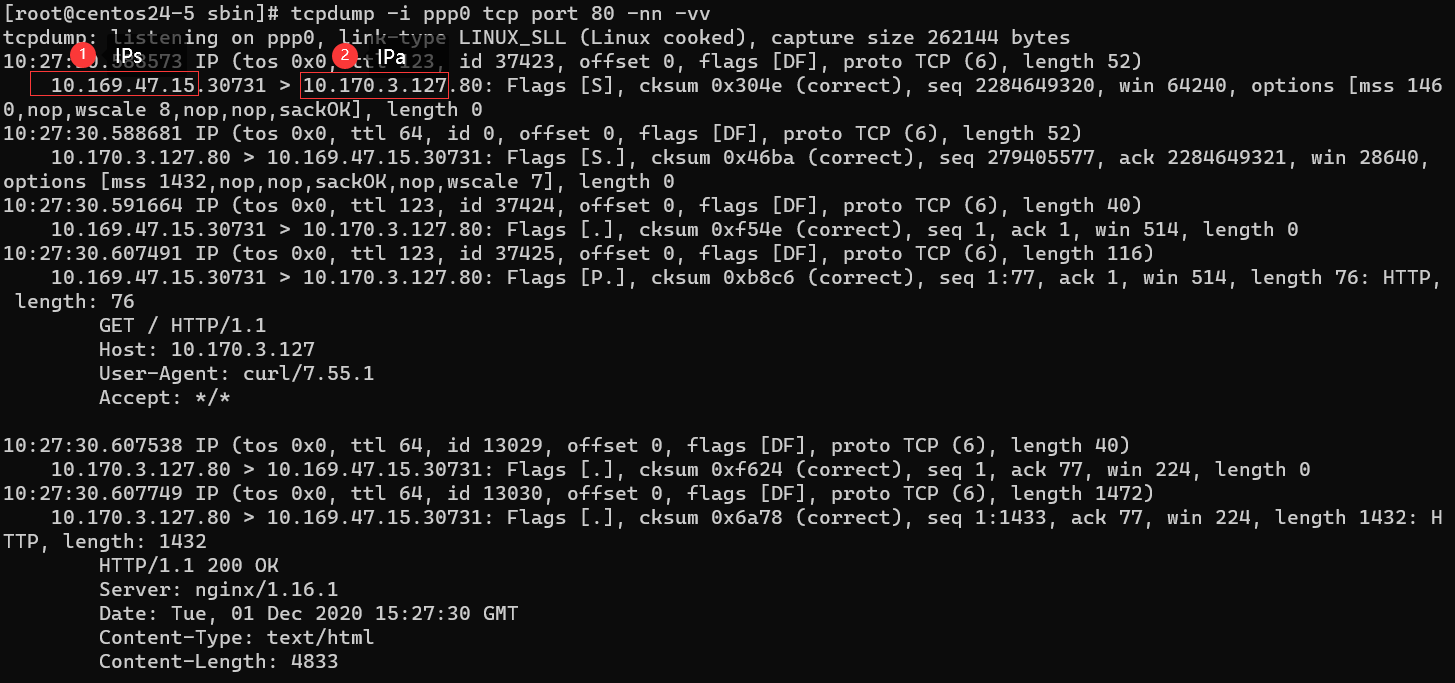 [root@centos24-5 sbin]# tcpdump -i ppp0 tcp port 80 -nn -vv
tcpdump: listening on ppp0, link-type LINUX_SLL (Linux cooked), capture size 262144 bytes
1 IPs
2 IPa
10:27:30.588573 IP (tos 0x0, ttl 123, id 37423, offset 0, flags [DF], proto TCP (6), length 52)
    10.169.47.15.30731 > 10.170.3.127.80: Flags [S], cksum 0x304e (correct), seq 2284649320, win 64240, options [mss 146
0,nop,wscale 8,nop,nop,sackOK], length 0
10:27:30.588681 IP (tos 0x0, ttl 64, id 0, offset 0, flags [DF], proto TCP (6), length 52)
    10.170.3.127.80 > 10.169.47.15.30731: Flags [S.], cksum 0x46ba (correct), seq 279405577, ack 2284649321, win 28640,
options [mss 1432,nop,nop,sackOK,nop,wscale 7], length 0
10:27:30.591664 IP (tos 0x0, ttl 123, id 37424, offset 0, flags [DF], proto TCP (6), length 40)
    10.169.47.15.30731 > 10.170.3.127.80: Flags [.], cksum 0xf54e (correct), seq 1, ack 1, win 514, length 0
10:27:30.607491 IP (tos 0x0, ttl 123, id 37425, offset 0, flags [DF], proto TCP (6), length 116)
    10.169.47.15.30731 > 10.170.3.127.80: Flags [P.], cksum 0xb8c6 (correct), seq 1:77, ack 1, win 514, length 76: HTTP,
 length: 76
        GET / HTTP/1.1
        Host: 10.170.3.127
        User-Agent: curl/7.55.1
        Accept: */*
10:27:30.607538 IP (tos 0x0, ttl 64, id 13029, offset 0, flags [DF], proto TCP (6), length 40)
    10.170.3.127.80 > 10.169.47.15.30731: Flags [.], cksum 0xf624 (correct), seq 1, ack 77, win 224, length 0
10:27:30.607749 IP (tos 0x0, ttl 64, id 13030, offset 0, flags [DF], proto TCP (6), length 1472)
    10.170.3.127.80 > 10.169.47.15.30731: Flags [.], cksum 0x6a78 (correct), seq 1:1433, ack 77, win 224, length 1432: H
TTP, length: 1432
        HTTP/1.1 200 OK
        Server: nginx/1.16.1
        Date: Tue, 01 Dec 2020 15:27:30 GMT
        Content-Type: text/html
        Content-Length: 4833